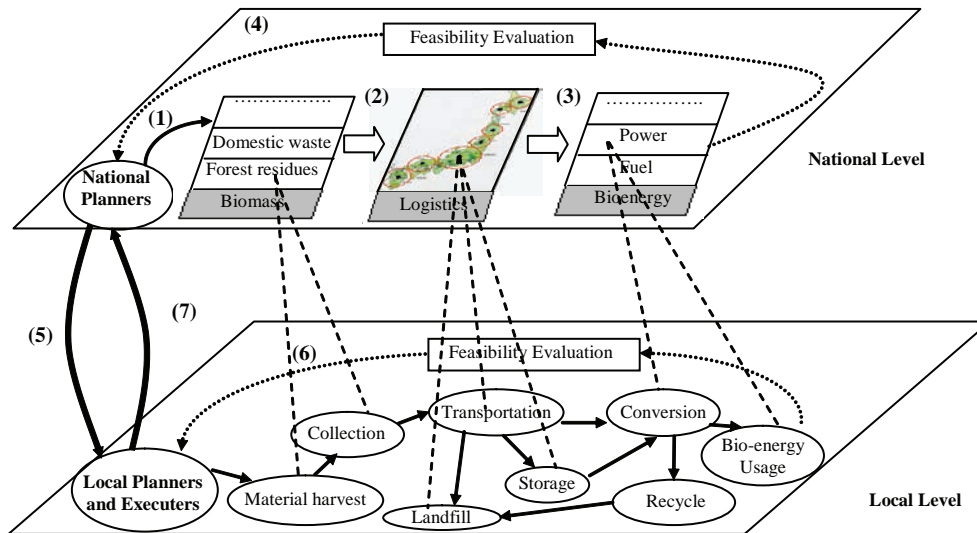 (4)
Feasibility Evaluation
(1)
(2)
(3)
Domestic waste
Forest residues
Biomass
Logistics
Power
Fuel
Bioenergy
National Level
National
Planners
(5)
(7)
(6)
Feasibility Evaluation
Collection
Transportation
Conversion
Bio-energy
Usage
Local Planners
and Executers
Material harvest
Storage
Recycle
Landfill
Local Level